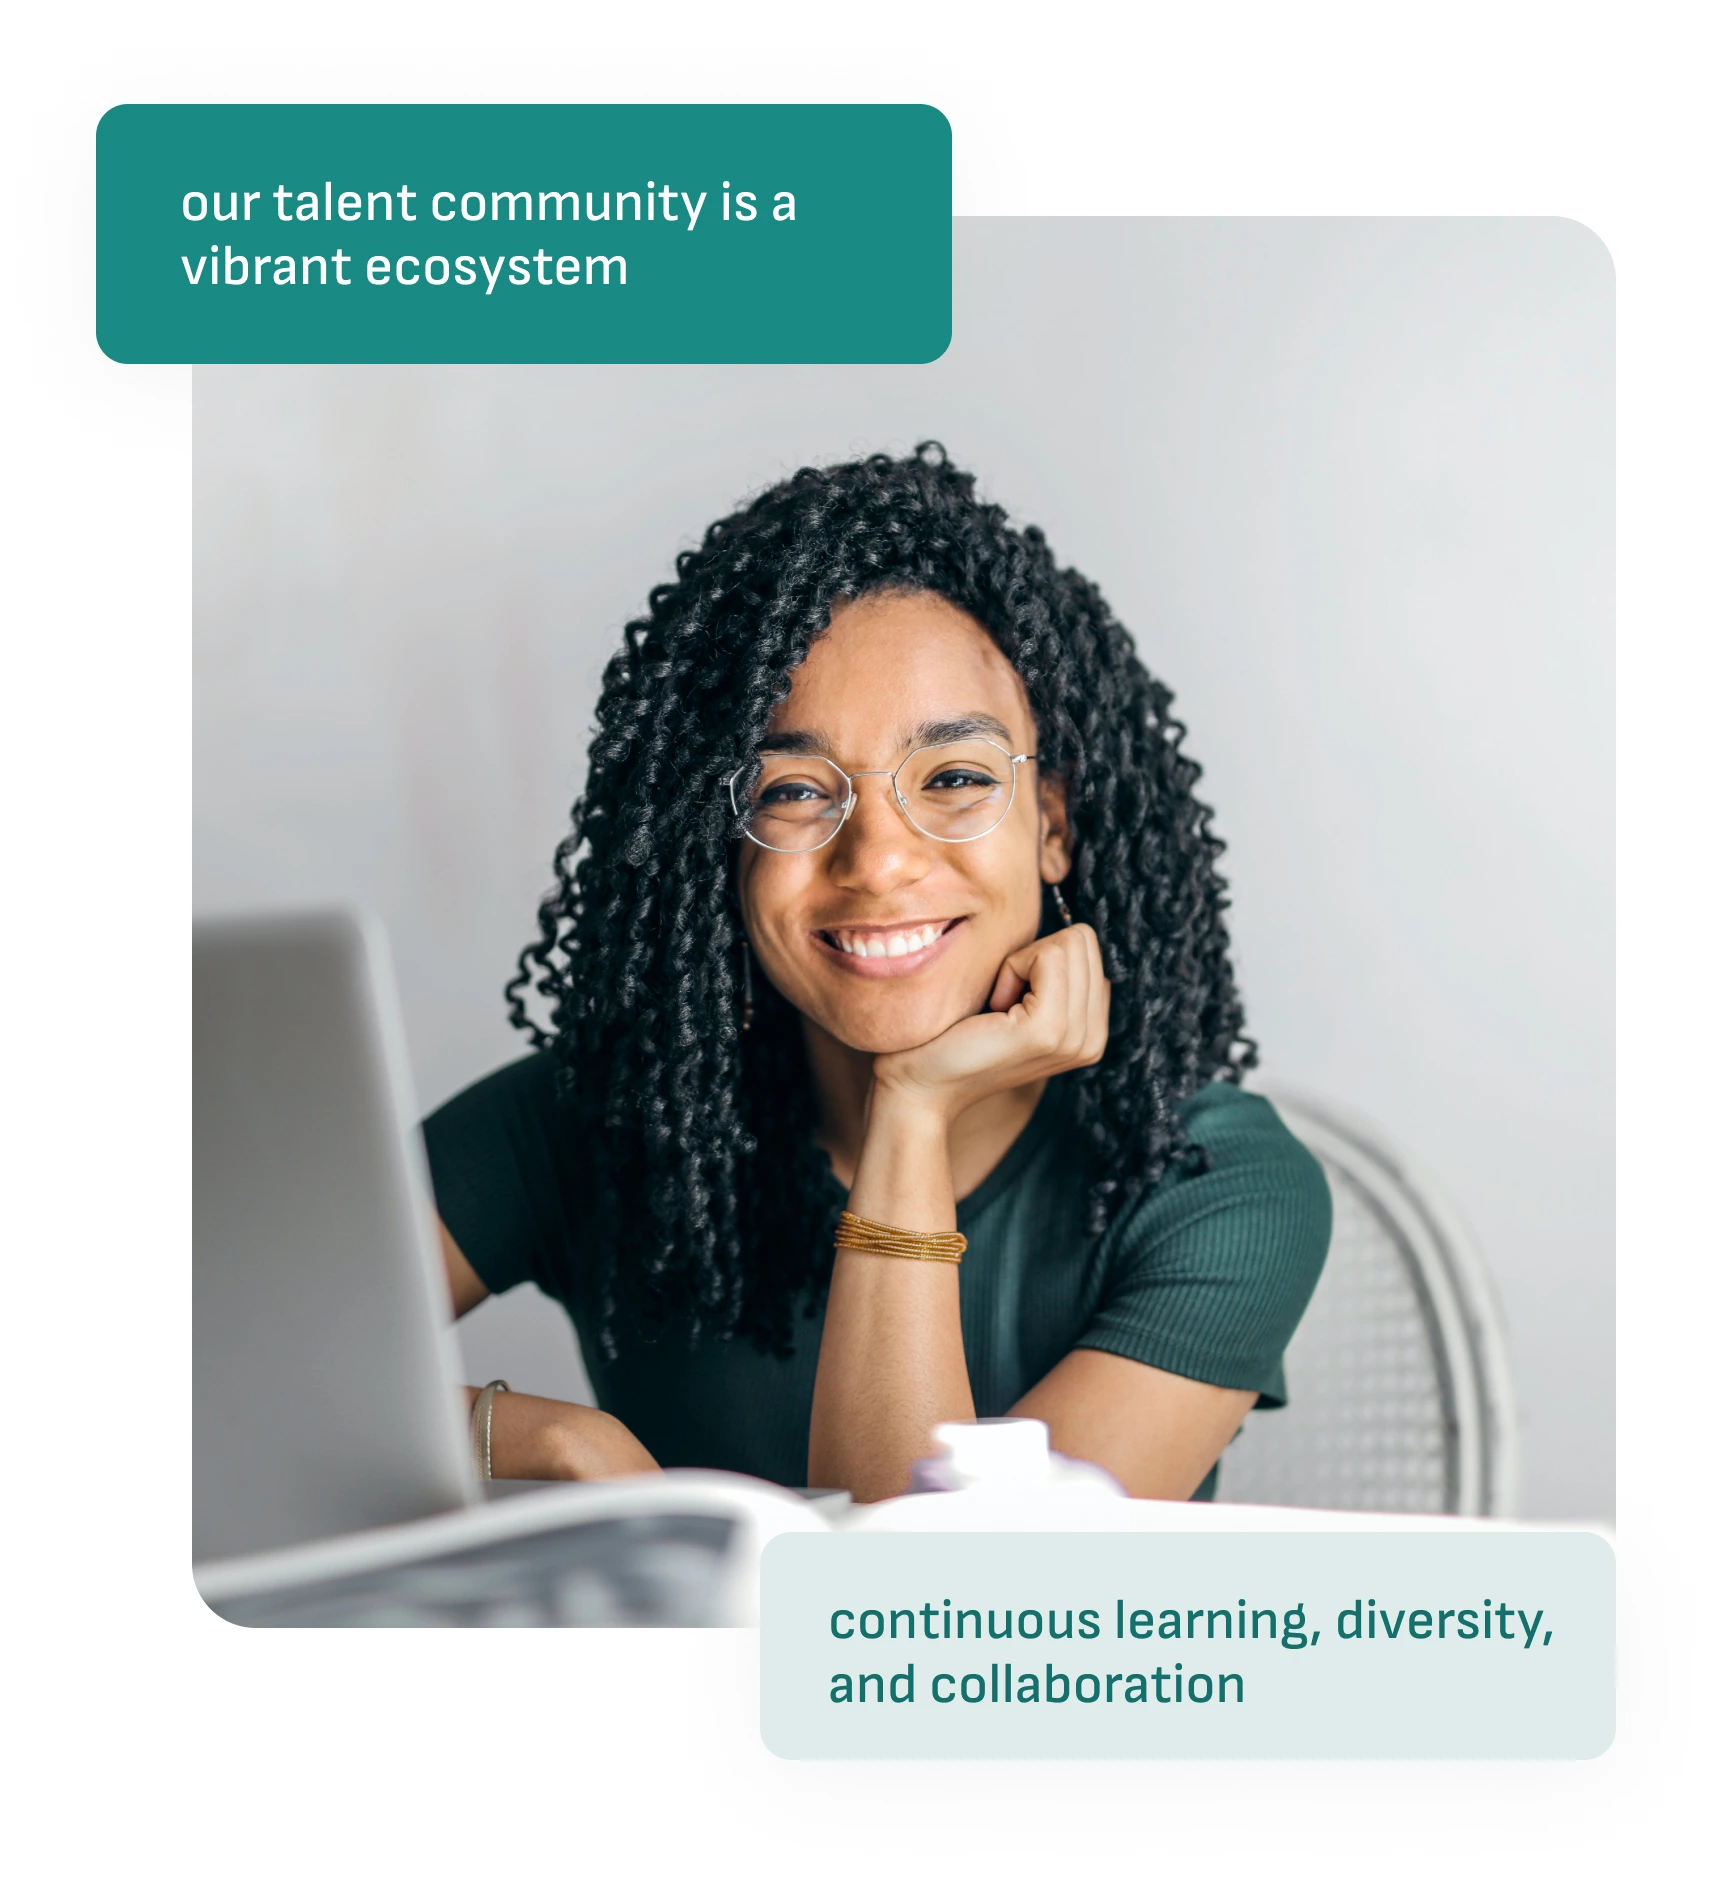 our talent community is a
vibrant ecosystem
continuous learning, diversity,
and collaboration